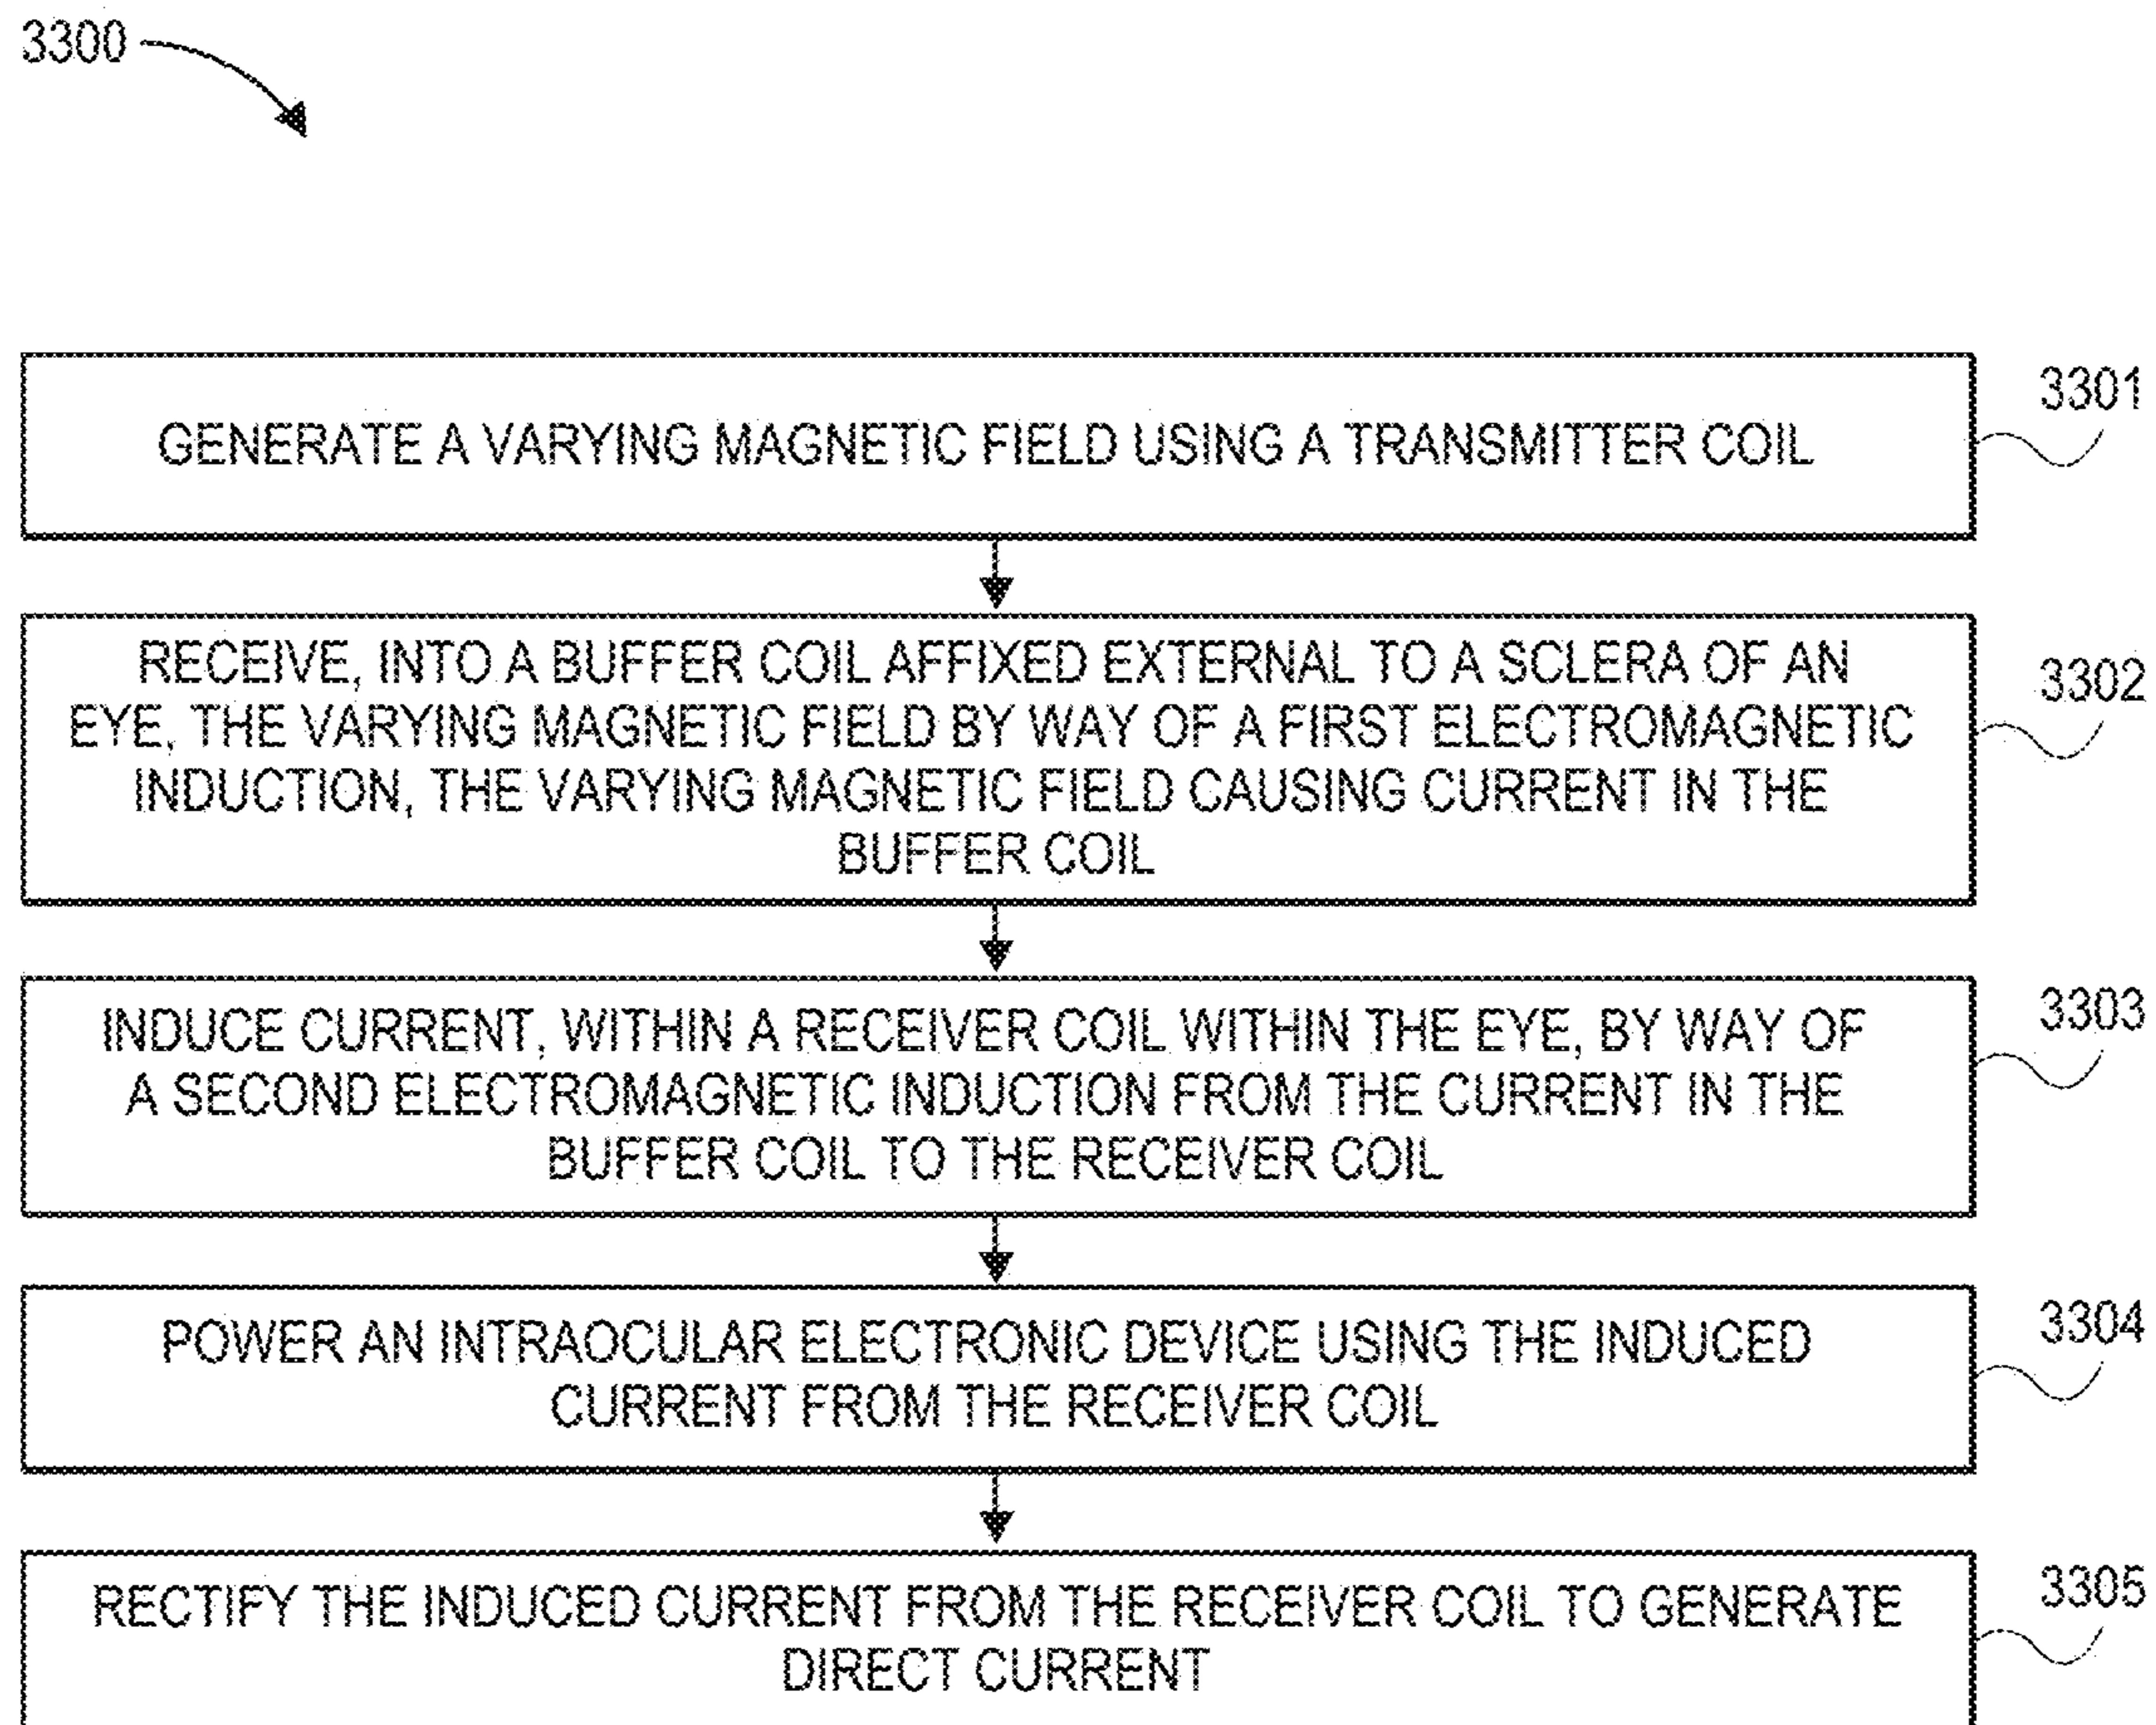 3300
GENERATE A VARYING MAGNETIC FIELD USING A TRANSMITTER COIL
3301
RECEIVE, INTO A BUFFER COIL AFFIXED EXTERNAL TO A SCLERA OF AN
EYE, THE VARYING MAGNETIC FIELD BY WAY OF A FIRST ELECTROMAGNETIC
INDUCTION, THE VARYING MAGNETIC FIELD CAUSING CURRENT IN THE
BUFFER COIL
3302
INDUCE CURRENT, WITHIN A RECEIVER COIL WITHIN THE EYE, BY WAY OF
A SECOND ELECTROMAGNETIC INDUCTION FROM THE CURRENT IN THE
BUFFER COIL TO THE RECEIVER COIL
3303
POWER AN INTRAOCULAR ELECTRONIC DEVICE USING THE INDUCED
CURRENT FROM THE RECEIVER COIL
3304
RECTIFY THE INDUCED CURRENT FROM THE RECEIVER COIL TO GENERATE
DIRECT CURRENT
3305